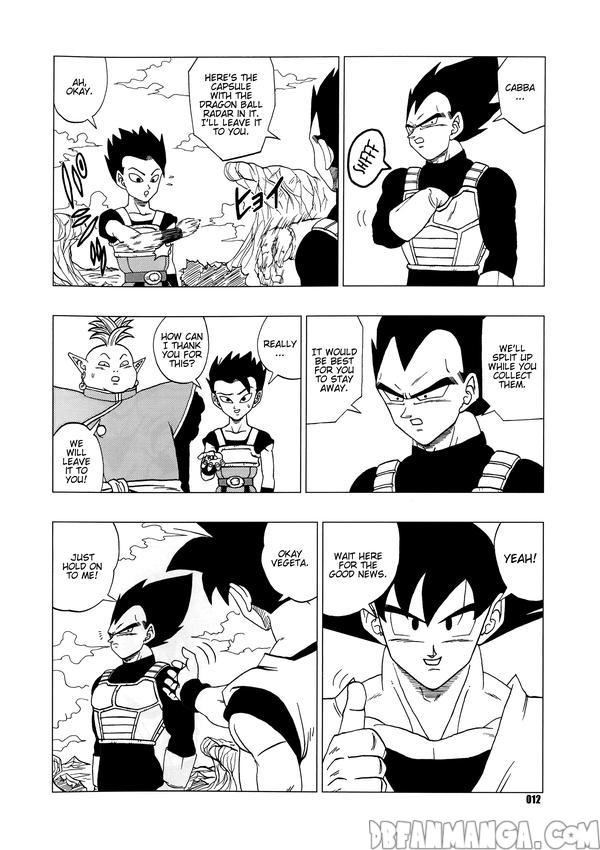 CABBA
...
SHFFF
HERE'S THE
CAPSULE
WITH THE
DRAGON BALL
RADAR IN IT.
I'LL LEAVE IT
TO YOU.
AH,
OKAY.
ヒョイ
WE'LL
SPLIT UP
WHILE YOU
COLLECT
THEM.
IT WOULD
BE BEST
FOR YOU
TO STAY
AWAY.
REALLY
...
HOW CAN
I THANK
YOU FOR
THIS?
WE
WILL
LEAVE IT
TO YOU!
YEAH!
WAIT HERE
FOR THE
GOOD NEWS.
OKAY
VEGETA.
JUST
HOLD ON
TO ME!
012
DBFANMANGA.COM